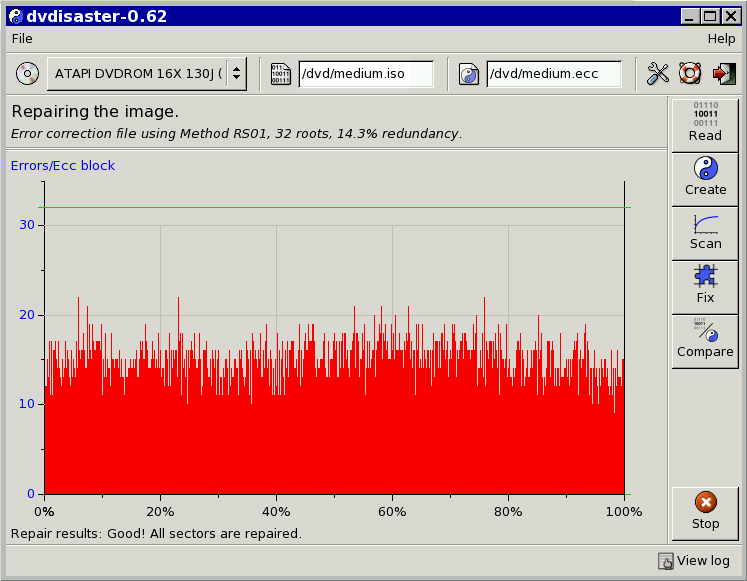 dvdisaster-0.62
File Help
ATAPI DVDROM 16X 130J ( /dvd/medium.iso /dvd/medium.ecc
Repairing the image.
Error correction file using Method RS01, 32 roots, 14.3% redundancy.
Errors/Ecc block
30
20
10
0
0% 20% 40% 60% 80% 100%
Repair results: Good! All sectors are repaired.
01110
10011
00111
Read
Create
Scan
Fix
Compare
Stop
View log